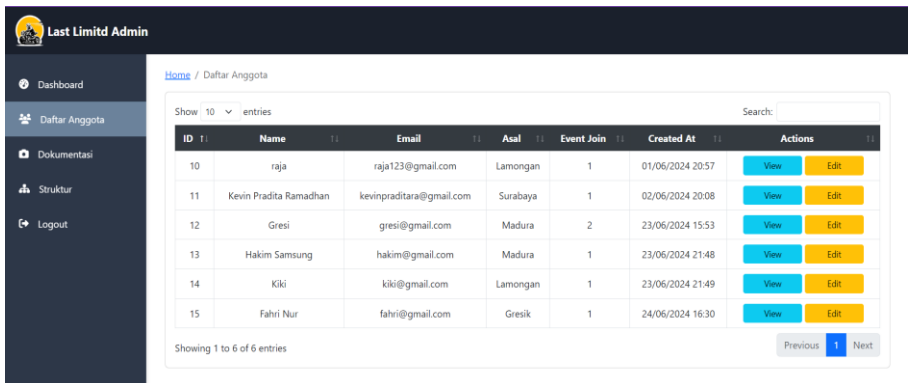 Last Limitd Admin
Dashboard
Daftar Anggota
Dokumentasi
Struktur
Logout
Home / Daftar Anggota
Show 10 entries Search:
ID Name Email Asal Event Join Created At Actions
10 raja raja123@gmail.com Lamongan 1 01/06/2024 20:57 View Edit
11 Kevin Pradita Ramadhan kevinpraditara@gmail.com Surabaya 1 02/06/2024 20:08 View Edit
12 Gresi gresi@gmail.com Madura 2 23/06/2024 15:53 View Edit
13 Hakim Samsung hakim@gmail.com Madura 1 23/06/2024 21:48 View Edit
14 Kiki kiki@gmail.com Lamongan 1 23/06/2024 21:49 View Edit
15 Fahri Nur fahri@gmail.com Gresik 1 24/06/2024 16:30 View Edit
Showing 1 to 6 of 6 entries Previous 1 Next